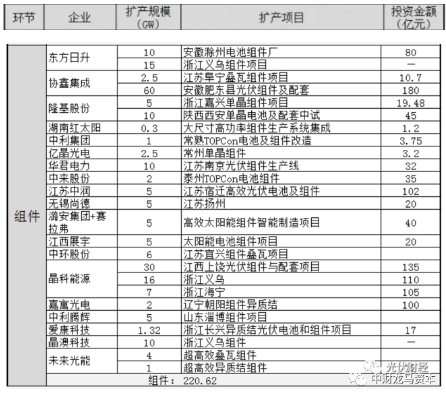 环节 企业 扩产规模（GW） 扩产项目 投资金额（亿元）
组件
东方日升 10 安徽滁州电池组件厂 80
15 浙江义乌组件项目 —
协鑫集成 2.5 江苏阜宁叠瓦组件项目 10.7
60 安徽肥东县光伏组件及配套 180
隆基股份 5 浙江嘉兴单晶组件项目 19.48
10 陕西西安单晶电池及配套中试 45
湖南红太阳 0.3 大尺寸高功率组件生产系统集成 1.2
中利集团 1 常熟TOPCon电池及组件改造 3.75
亿晶光电 2.5 常州单晶组件 3.2
华君电力 10 江苏南京光伏组件生产线 32
中来股份 2 泰州TOPCon电池组件 35
江苏中润 5 江苏宿迁高效光伏电池及组件 102
无锡尚德 5 江苏扬州 20
潞安集团+赛拉弗 5 高效太阳能组件智能制造项目 40
江西展宇 5 太阳能电池组件项目 20
中环股份 6 江苏宜兴组件叠瓦项目
晶科能源 30 江西上饶光伏组件与配套项目 135
16 浙江义乌 110
7 浙江海宁 105
嘉寓光电 2 辽宁朝阳组件异质结 100
中利腾辉 5 山东淄博组件项目
爱康科技 1.32 浙江长兴异质结光伏电池和组件项目 17
晶澳科技 10 浙江义乌组件
未来光能 4 超高效叠瓦组件
1 超高效异质结组件
组件：220.62
光伏财经
中财龙马资本